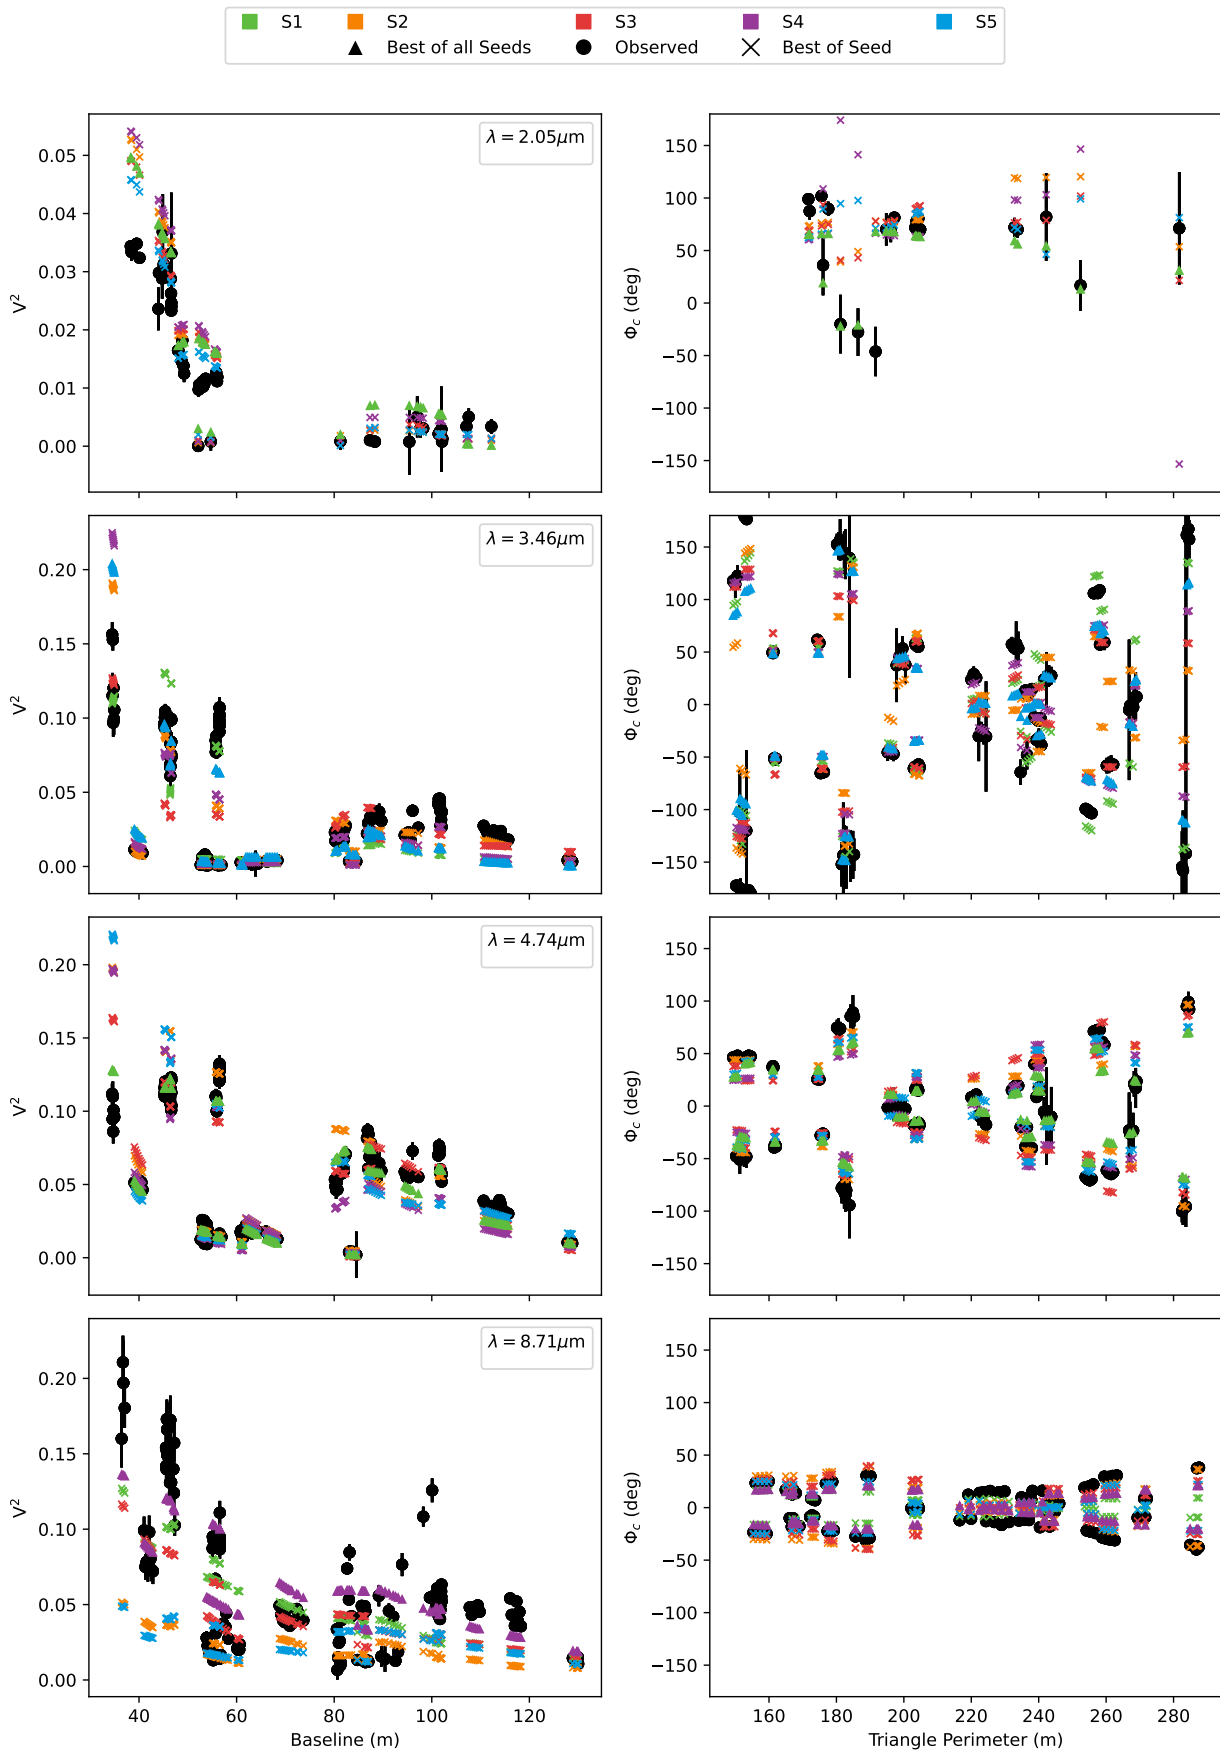 S1 S2 S3 S4 S5
Best of all Seeds Observed Best of Seed
λ = 2.05μm
0.05
0.04
0.03
0.02
0.01
0.00
V²
150
100
50
0
−50
−100
−150
Φc (deg)
λ = 3.46μm
0.20
0.15
0.10
0.05
0.00
V²
150
100
50
0
−50
−100
−150
Φc (deg)
λ = 4.74μm
0.20
0.15
0.10
0.05
0.00
V²
150
100
50
0
−50
−100
−150
Φc (deg)
λ = 8.71μm
0.20
0.15
0.10
0.05
0.00
V²
40 60 80 100 120
Baseline (m)
150
100
50
0
−50
−100
−150
Φc (deg)
160 180 200 220 240 260 280
Triangle Perimeter (m)